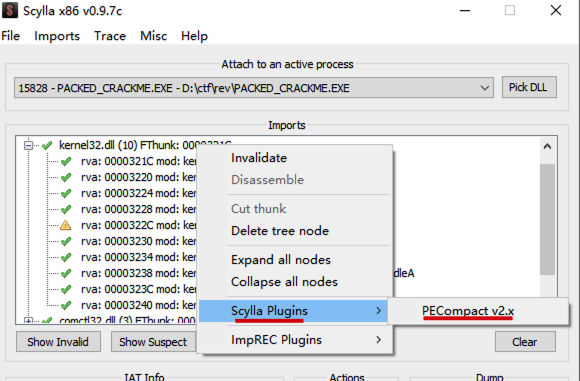 Scylla x86 v0.9.7c
File Imports Trace Misc Help
Attach to an active process
15828 - PACKED_CRACKME.EXE - D:\ctf\rev\PACKED_CRACKME.EXE
Pick DLL
Imports
kernel32.dll (10) FThunk: 0000321C
rva: 0000321C mod: ker
rva: 00003220 mod: ker
rva: 00003224 mod: ker
rva: 00003228 mod: ker
rva: 0000322C mod: ker
rva: 00003230 mod: ker
rva: 00003234 mod: ker
rva: 00003238 mod: ker
dleA
rva: 0000323C mod: ker
rva: 00003240 mod: ker
comctl32.dll (3) FThunk: 000
Invalidate
Disassemble
Cut thunk
Delete tree node
Expand all nodes
Collapse all nodes
Scylla Plugins
PECompact v2.x
ImpREC Plugins
Show Invalid
Show Suspect
Clear
IAT Info
Actions
Dump